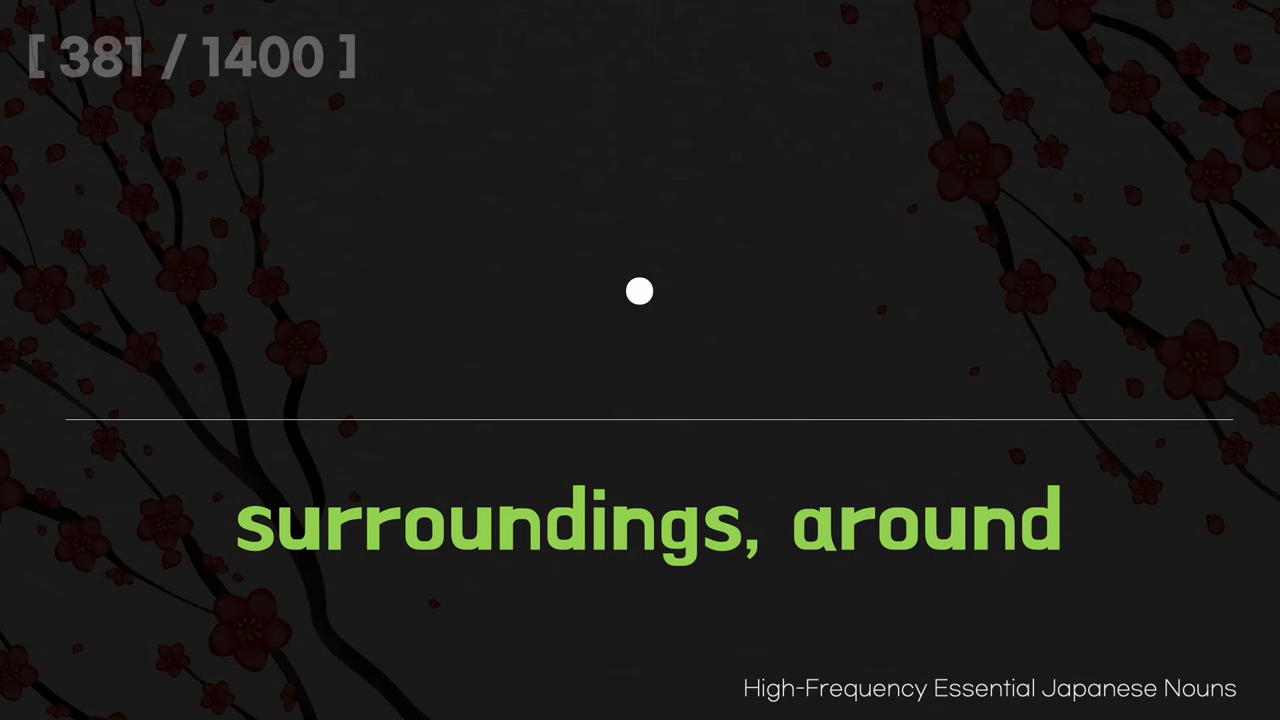 [ 381 / 1400 ]
surroundings, around
High-Frequency Essential Japanese Nouns